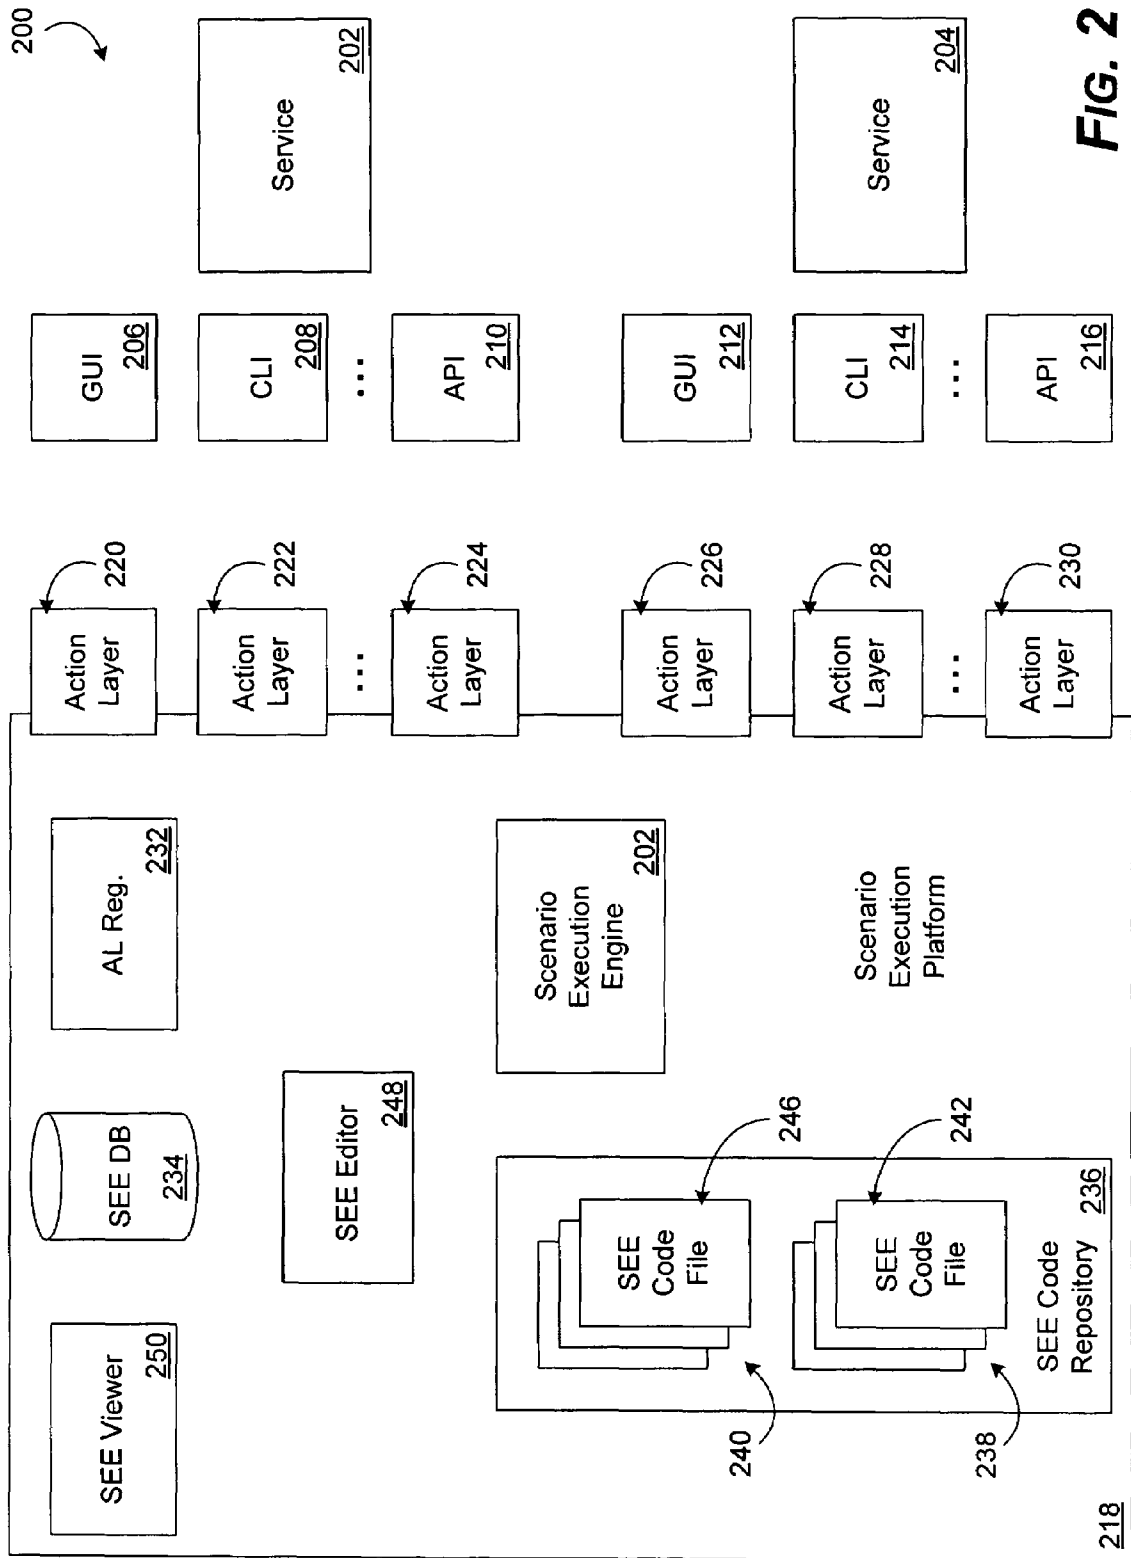 200
SEE Viewer
250
SEE DB
234
AL Reg.
232
Action
Layer
220
GUI
206
Action
Layer
222
CLI
208
Service
202
SEE Editor
248
...
...
Action
Layer
224
API
210
Scenario
Execution
Engine
202
SEE
Code
File
246
240
Action
Layer
226
GUI
212
SEE
Code
File
242
238
Scenario
Execution
Platform
Action
Layer
228
CLI
214
Service
204
...
...
SEE Code
Repository
236
Action
Layer
230
API
216
218
FIG. 2